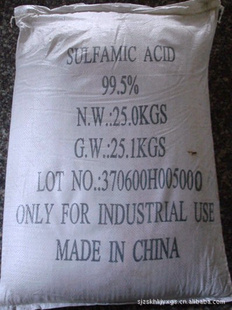 SULFAMIC ACID
99.5%
N.W.:25.0KGS
G.W.:25.1KGS
LOT NO.:370600H005000
ONLY FOR INDUSTRIAL USE
MADE IN CHINA